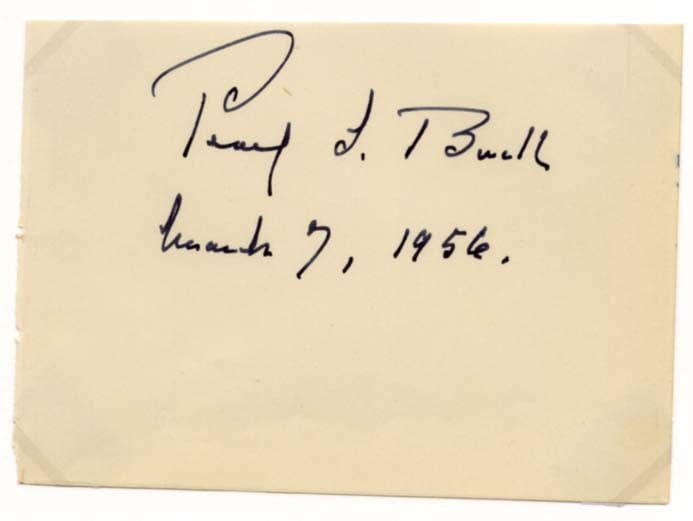 Pearl S. Buck
March 7, 1956.